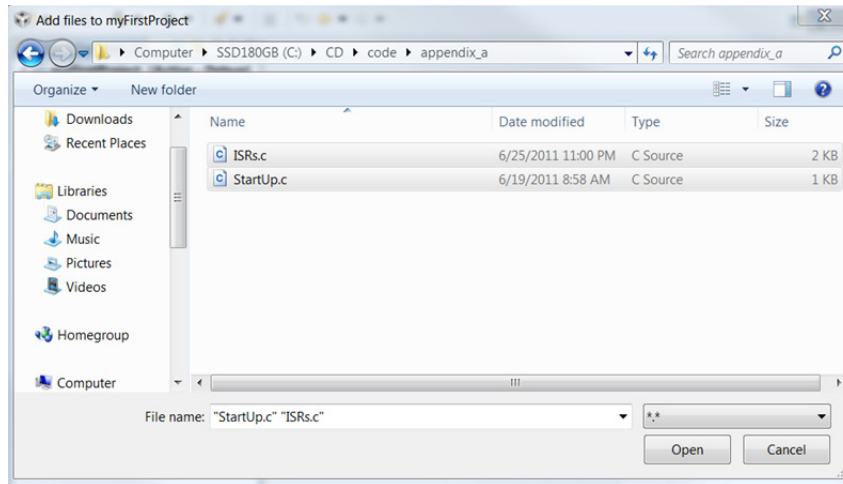 Add files to myFirstProject
Computer SSD180GB (C:) CD code appendix_a
Search appendix_a
Organize New folder
Name Date modified Type Size
Downloads
Recent Places
Libraries
Documents
Music
Pictures
Videos
Homegroup
Computer
ISRs.c 6/25/2011 11:00 PM C Source 2 KB
StartUp.c 6/19/2011 8:58 AM C Source 1 KB
File name: "StartUp.c" "ISRs.c" *.*
Open Cancel